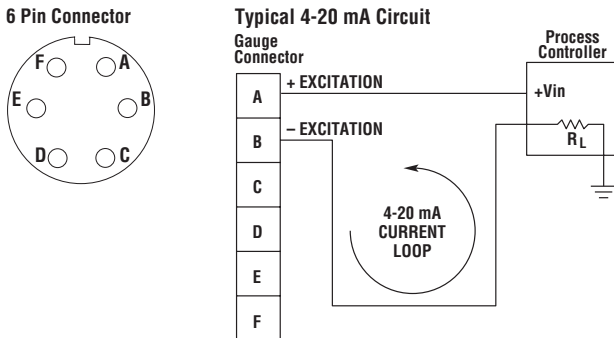 6 Pin Connector
F
A
E
B
D
C
Typical 4-20 mA Circuit
Gauge
Connector
A
B
C
D
E
F
+ EXCITATION
– EXCITATION
4-20 mA
CURRENT
LOOP
Process
Controller
+Vin
RL